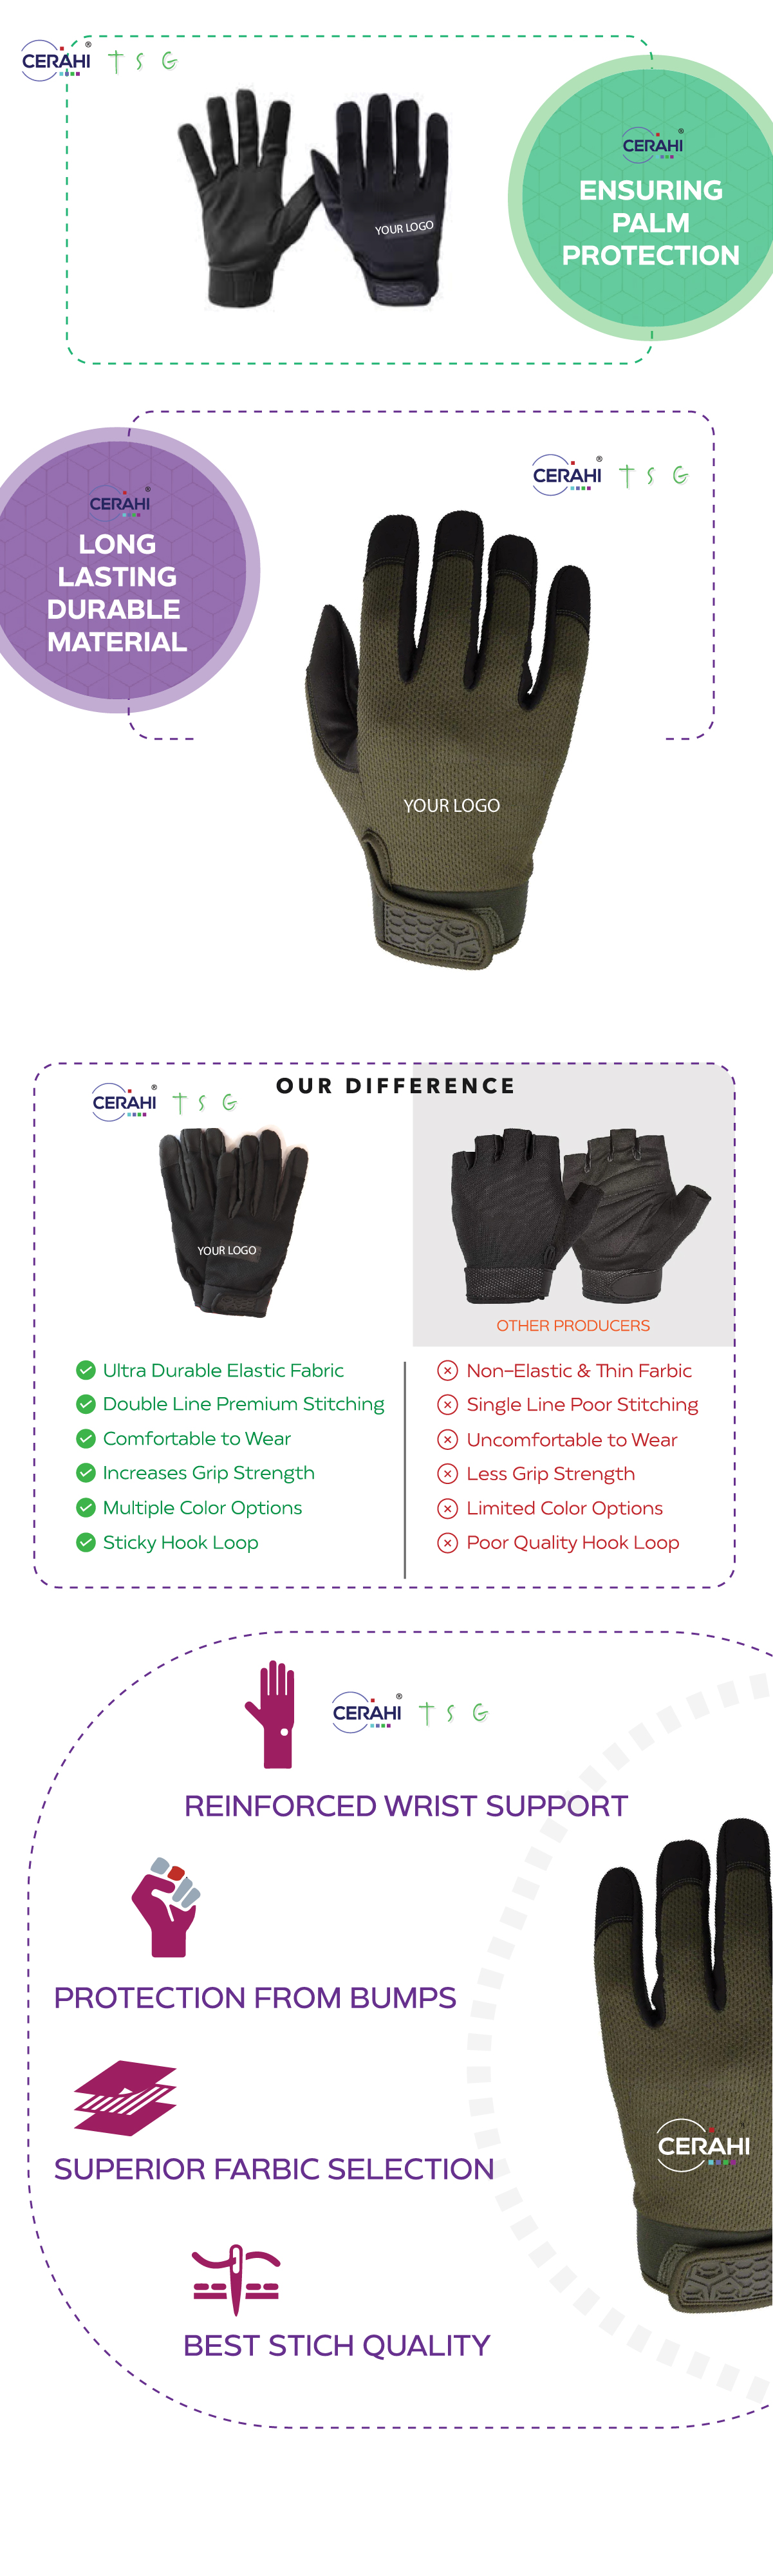 CERAHI ®
T S G
YOUR LOGO
CERAHI ®
ENSURING
PALM
PROTECTION
CERAHI ®
LONG
LASTING
DURABLE
MATERIAL
CERAHI ®
T S G
YOUR LOGO
OUR DIFFERENCE
CERAHI ®
T S G
YOUR LOGO
OTHER PRODUCERS
Ultra Durable Elastic Fabric
Double Line Premium Stitching
Comfortable to Wear
Increases Grip Strength
Multiple Color Options
Sticky Hook Loop
Non-Elastic & Thin Farbic
Single Line Poor Stitching
Uncomfortable to Wear
Less Grip Strength
Limited Color Options
Poor Quality Hook Loop
CERAHI ®
T S G
REINFORCED WRIST SUPPORT
PROTECTION FROM BUMPS
SUPERIOR FARBIC SELECTION
BEST STICH QUALITY
CERAHI